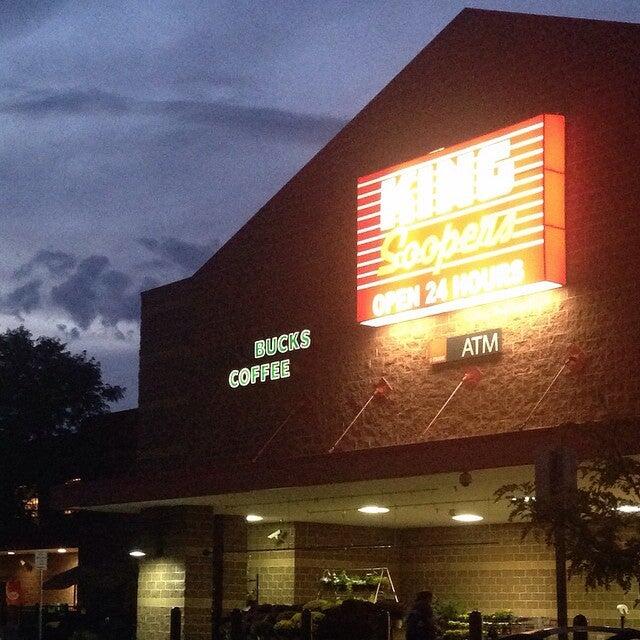 KING
Soopers
OPEN 24 HOURS
ATM
BUCKS
COFFEE